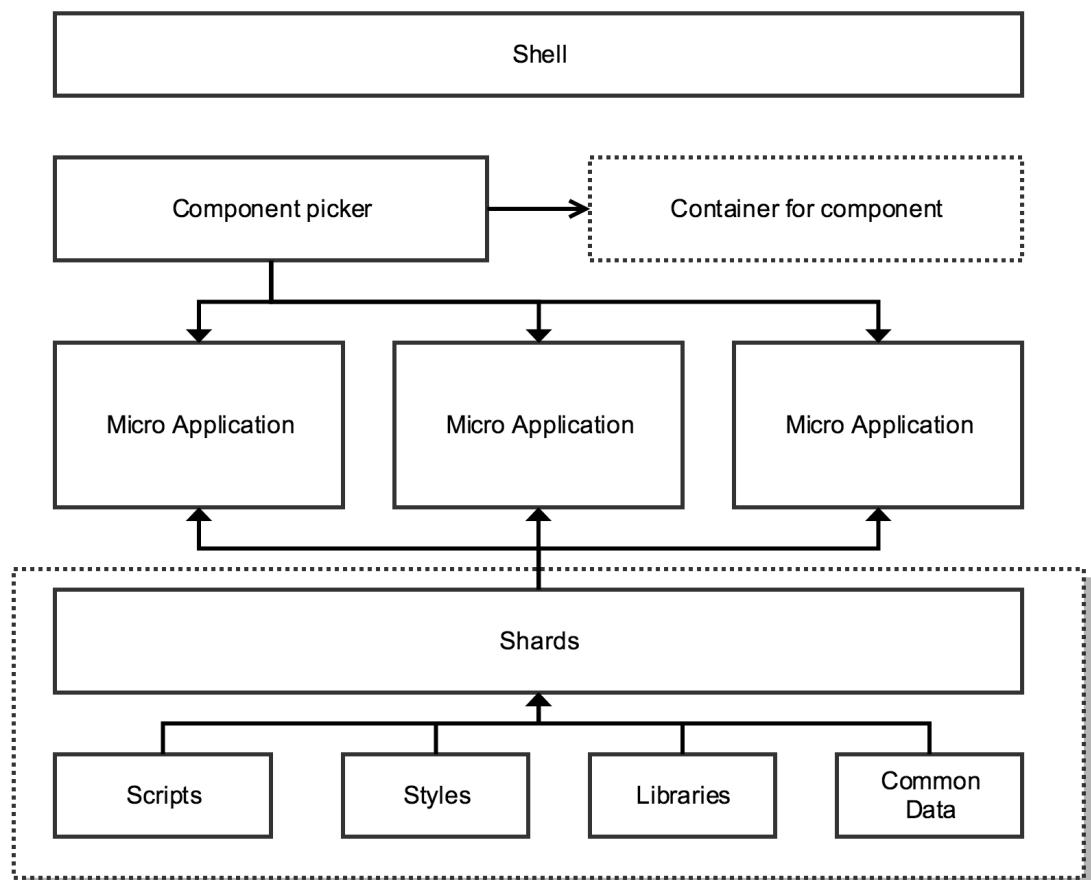 Shell
Component picker
Container for component
Micro Application
Micro Application
Micro Application
Shards
Scripts
Styles
Libraries
Common
Data